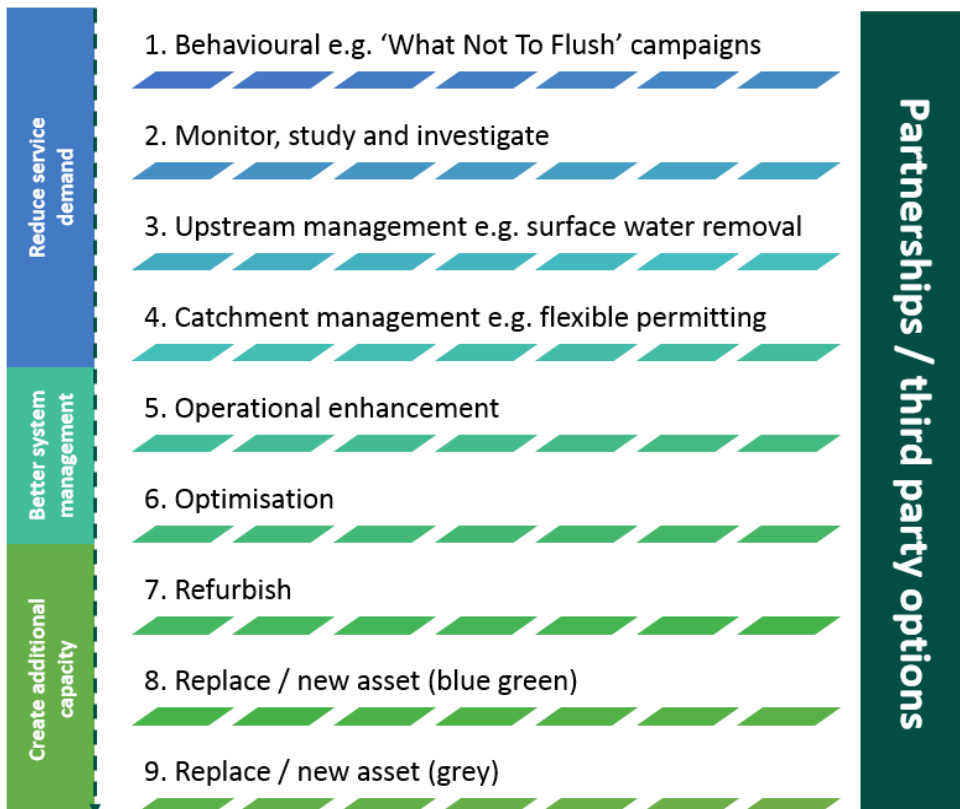 Reduce service
demand
Better system
management
Create additional
capacity
1. Behavioural e.g. ‘What Not To Flush’ campaigns
2. Monitor, study and investigate
3. Upstream management e.g. surface water removal
4. Catchment management e.g. flexible permitting
5. Operational enhancement
6. Optimisation
7. Refurbish
8. Replace / new asset (blue green)
9. Replace / new asset (grey)
Partnerships / third party options